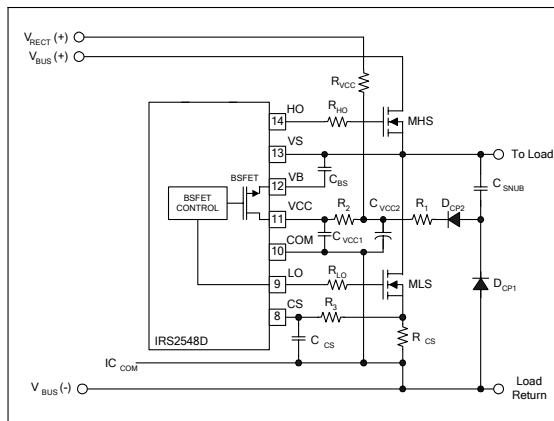 VRECT (+)
VBUS (+)
RVCC
HO
14
RHO
MHS
VS
13
To Load
VB
12
CBS
BSFET
BSFET
CONTROL
VCC
11
R2
CVCC2
R1
DCP2
CSNUB
CVCC1
COM
10
LO
9
RLO
MLS
DCP1
CS
8
R3
CCS
RCS
IRS2548D
ICCOM
VBUS (-)
Load
Return